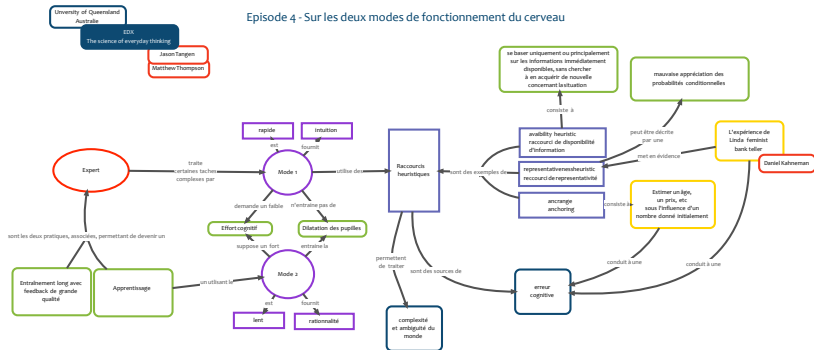 Episode 4 - Sur les deux modes de fonctionnement du cerveau
Unversity of Queensland
Australie
EDX
The science of everyday thinking
Jason Tangen
Matthew Thompson
se baser uniquement ou principalement
sur les informations immédiatement
disponibles, sans chercher
à en acquérir de nouvelle
concernant la situation
mauvaise appréciation des
probabilités conditionnelles
consiste à
peut être décrite
par une
rapide
intuition
est
fournit
Expert
traite
certaines taches
complexes par
Mode 1
utilise des
Raccourcis
heuristiques
sont des exemples de
avability heuristic
raccourci de disponibilité
d'information
representativenessheuristic
reccourci de representativité
ancrange
anchoring
met en évidence
L'expérience de
Linda feminist
bank teller
Daniel Kahneman
consiste à
Estimer un âge,
un prix, etc
sous l'influence d'un
nombre donné initialement
demande un faible
n'entraine pas de
Effort cognitif
Dilatation des pupilles
suppose un fort
entraine la
sont les deux pratiques, associées, permettant de devenir un
Entraînement long avec
feedback de grande
qualité
Apprentissage
un utilisant le
Mode 2
est
fournit
lent
rationnalité
permettent
de traiter
sont des sources de
conduit à une
conduit à une
erreur
cognitive
complexité
et ambiguité du
monde